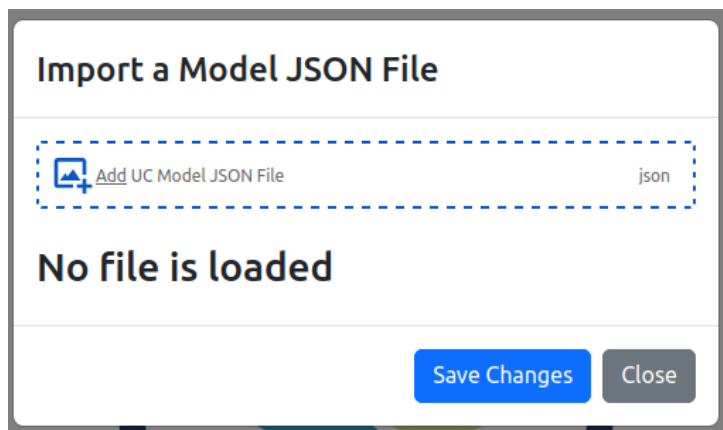 Import a Model JSON File
Add UC Model JSON File json
No file is loaded
Save Changes Close